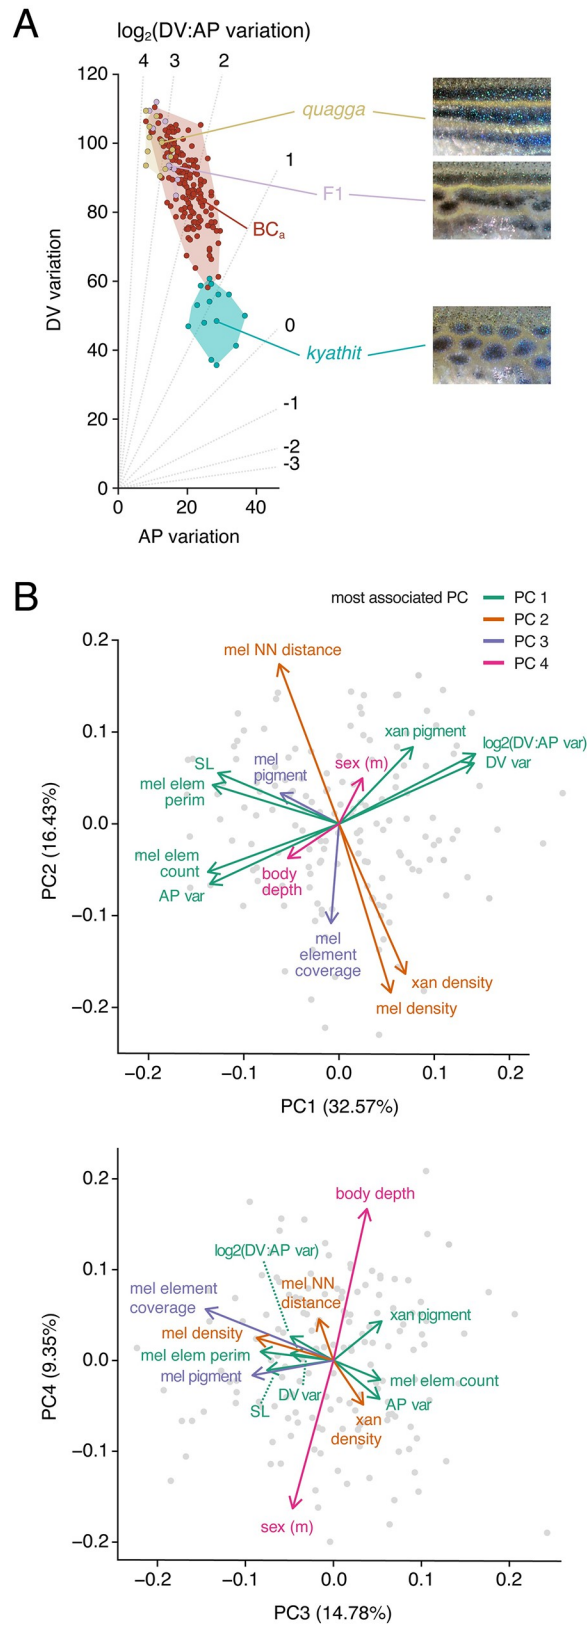 A
log2(DV:AP variation)
4 3 2
120
100
80
60
40
20
0
DV variation
1
0
-1
-2
-3
quagga
F1
BCa
kyathit
0 20 40
AP variation
B
most associated PC
PC 1
PC 2
PC 3
PC 4
0.2
0.1
0.0
−0.1
−0.2
PC2 (16.43%)
mel NN distance
xan pigment
log2(DV:AP var)
DV var
sex (m)
mel
pigment
SL
mel elem
perim
mel elem
count
AP var
body
depth
mel
element
coverage
xan density
mel density
−0.2 −0.1 0.0 0.1 0.2
PC1 (32.57%)
0.2
0.1
0.0
−0.1
−0.2
PC4 (9.35%)
body depth
log2(DV:AP var)
mel NN
distance
mel element
coverage
xan pigment
mel density
mel elem perim
mel pigment
mel elem count
DV var
AP var
SL
xan
density
sex (m)
−0.2 −0.1 0.0 0.1 0.2
PC3 (14.78%)